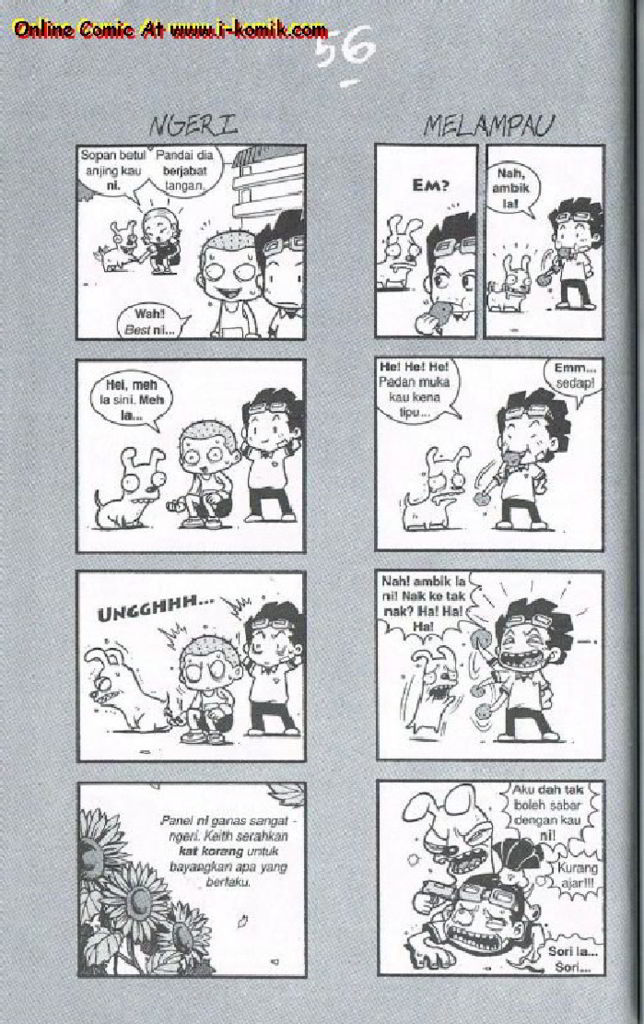 Online Comic At www.i-komik.com
56
NGERI
Sopan betul
anjing kau
ni.
Pandai dia
berjabat
tangan.
Wah!
Best ni...
Hei, meh
la sini. Meh
la...
UNGGHHH...
Panel ni ganas sangat -
ngeri. Keith serahkan
kat korang untuk
bayangkan apa yang
berlaku.
MELAMPAU
EM?
Nah,
ambik
la!
He! He! He!
Padan muka
kau kena
tipu...
Emm...
sedap!
Nah! ambik la
ni! Nak ke tak
nak? Ha! Ha!
Ha!
Aku dah tak
boleh sabar
dengan kau
ni!
Kurang
ajar!!!
Sori la...
Sori...